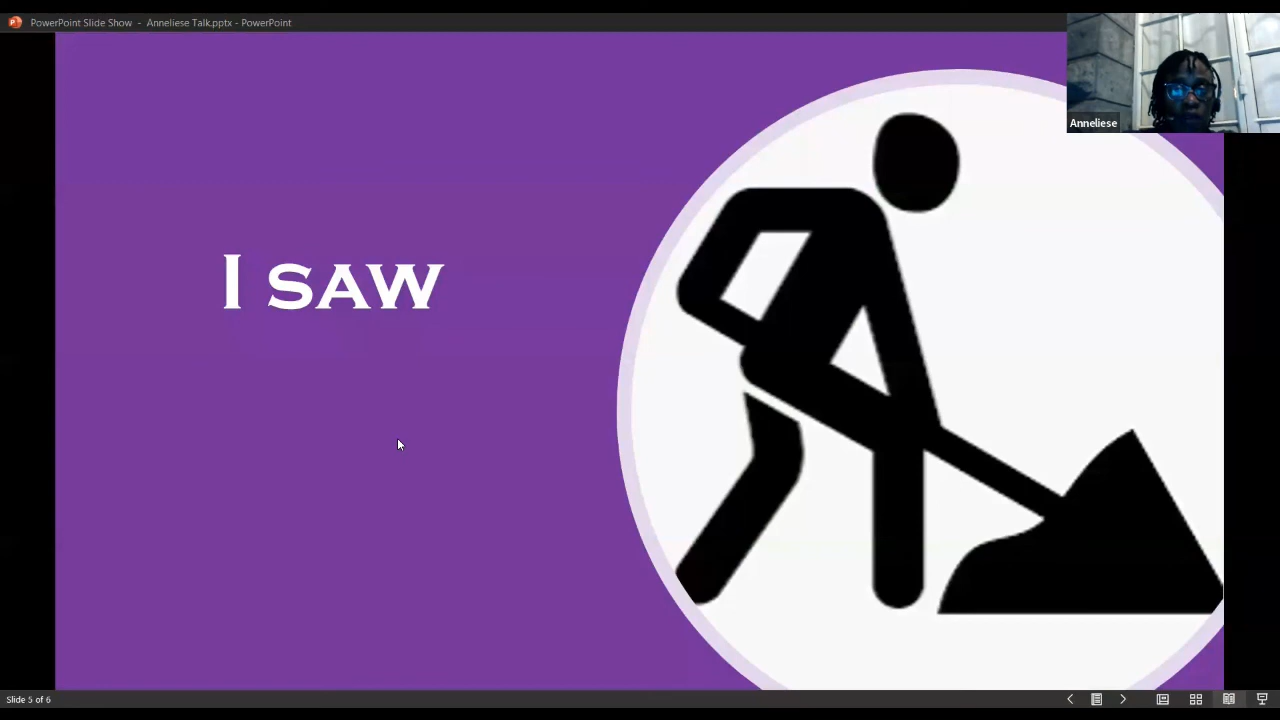 PowerPoint Slide Show - Anneliese Talk.pptx - PowerPoint
Anneliese
I SAW
Slide 5 of 6